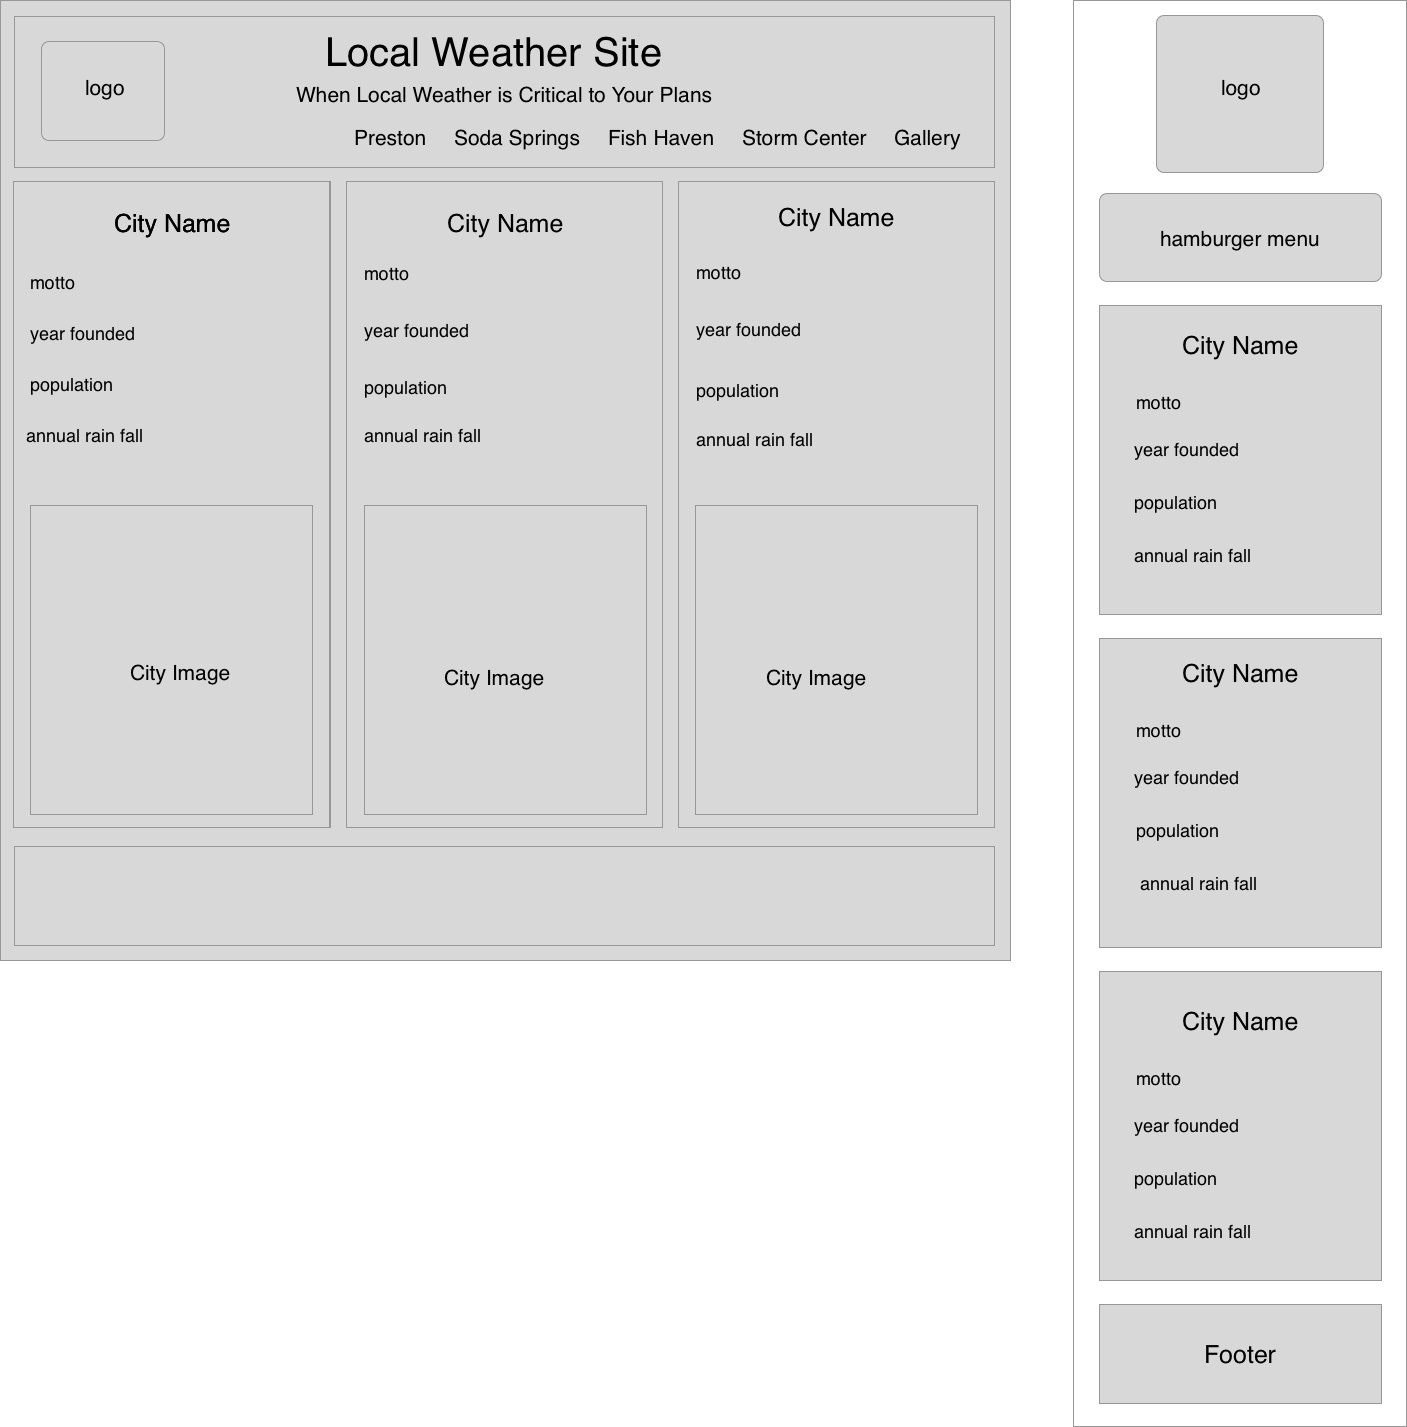 logo
Local Weather Site
When Local Weather is Critical to Your Plans
Preston Soda Springs Fish Haven Storm Center Gallery
City Name
motto
year founded
population
annual rain fall
City Image
City Name
motto
year founded
population
annual rain fall
City Image
City Name
motto
year founded
population
annual rain fall
City Image
logo
hamburger menu
City Name
motto
year founded
population
annual rain fall
City Name
motto
year founded
population
annual rain fall
City Name
motto
year founded
population
annual rain fall
Footer